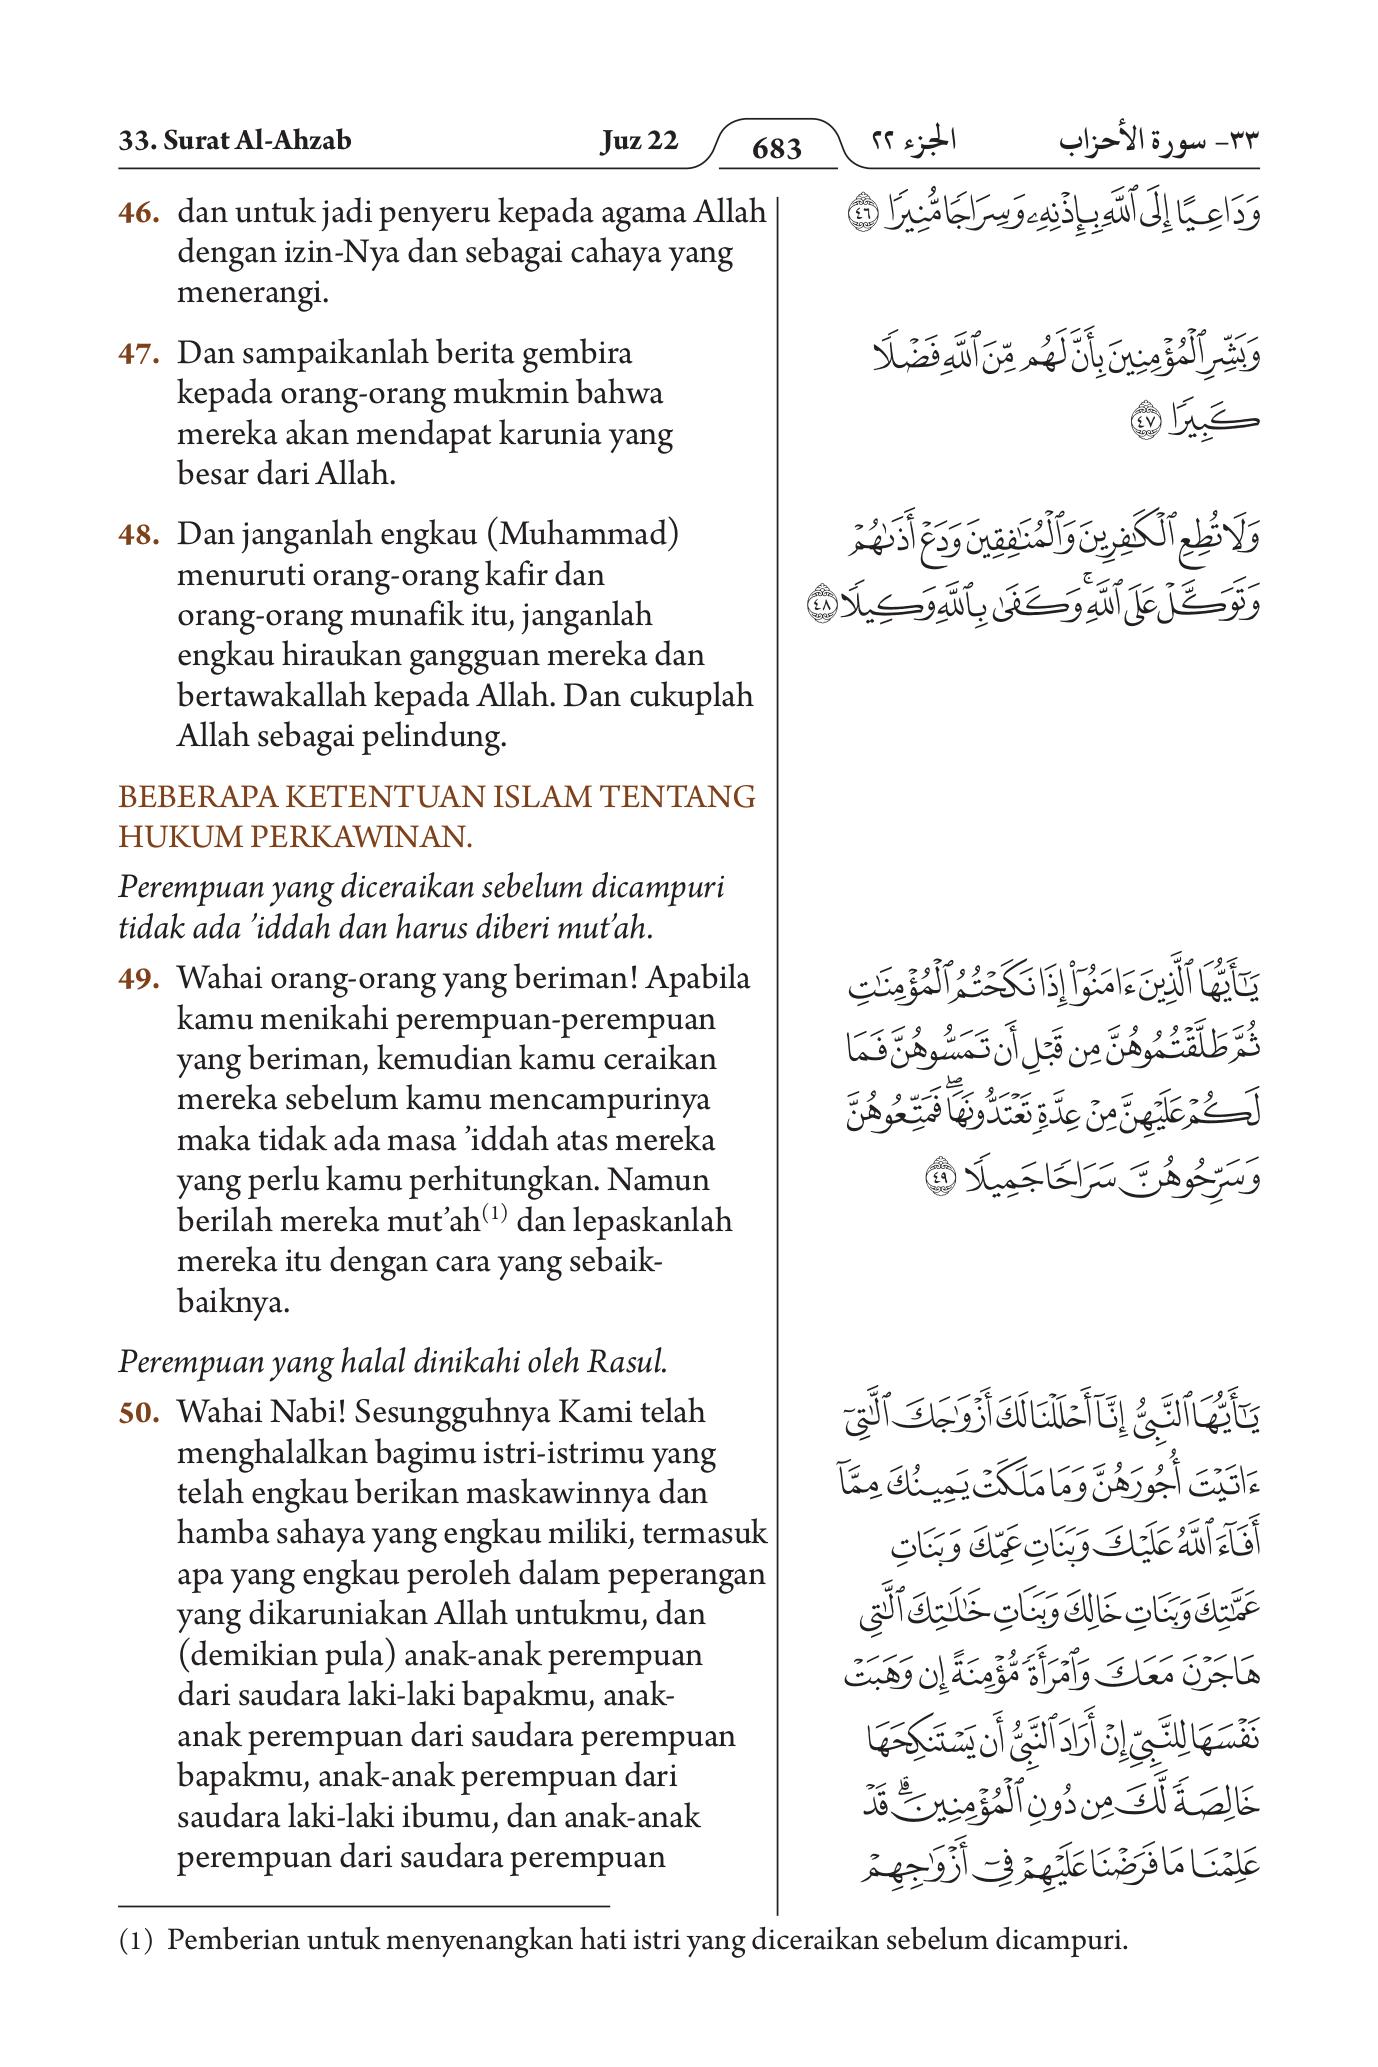 33. Surat Al-Ahzab Juz 22 683 الجزء ٢٢ ٣٣- سورة الأحزاب
46. dan untuk jadi penyeru kepada agama Allah
dengan izin-Nya dan sebagai cahaya yang
menerangi.
47. Dan sampaikanlah berita gembira
kepada orang-orang mukmin bahwa
mereka akan mendapat karunia yang
besar dari Allah.
48. Dan janganlah engkau (Muhammad)
menuruti orang-orang kafir dan
orang-orang munafik itu, janganlah
engkau hiraukan gangguan mereka dan
bertawakallah kepada Allah. Dan cukuplah
Allah sebagai pelindung.
BEBERAPA KETENTUAN ISLAM TENTANG
HUKUM PERKAWINAN.
Perempuan yang diceraikan sebelum dicampuri
tidak ada ’iddah dan harus diberi mut’ah.
49. Wahai orang-orang yang beriman! Apabila
kamu menikahi perempuan-perempuan
yang beriman, kemudian kamu ceraikan
mereka sebelum kamu mencampurinya
maka tidak ada masa ’iddah atas mereka
yang perlu kamu perhitungkan. Namun
berilah mereka mut’ah(1) dan lepaskanlah
mereka itu dengan cara yang sebaik-
baiknya.
Perempuan yang halal dinikahi oleh Rasul.
50. Wahai Nabi! Sesungguhnya Kami telah
menghalalkan bagimu istri-istrimu yang
telah engkau berikan maskawinnya dan
hamba sahaya yang engkau miliki, termasuk
apa yang engkau peroleh dalam peperangan
yang dikaruniakan Allah untukmu, dan
(demikian pula) anak-anak perempuan
dari saudara laki-laki bapakmu, anak-
anak perempuan dari saudara perempuan
bapakmu, anak-anak perempuan dari
saudara laki-laki ibumu, dan anak-anak
perempuan dari saudara perempuan
وَدَاعِيًا إِلَى ٱللَّهِ بِإِذْنِهِۦ وَسِرَاجًا مُّنِيرًا ٤٦
وَبَشِّرِ ٱلْمُؤْمِنِينَ بِأَنَّ لَهُم مِّنَ ٱللَّهِ فَضْلًا
كَبِيرًا ٤٧
وَلَا تُطِعِ ٱلْكَٰفِرِينَ وَٱلْمُنَٰفِقِينَ وَدَعْ أَذَىٰهُمْ
وَتَوَكَّلْ عَلَى ٱللَّهِۚ وَكَفَىٰ بِٱللَّهِ وَكِيلًا ٤٨
يَٰٓأَيُّهَا ٱلَّذِينَ ءَامَنُوٓا۟ إِذَا نَكَحْتُمُ ٱلْمُؤْمِنَٰتِ
ثُمَّ طَلَّقْتُمُوهُنَّ مِن قَبْلِ أَن تَمَسُّوهُنَّ فَمَا
لَكُمْ عَلَيْهِنَّ مِنْ عِدَّةٍ تَعْتَدُّونَهَاۖ فَمَتِّعُوهُنَّ
وَسَرِّحُوهُنَّ سَرَاحًا جَمِيلًا ٤٩
يَٰٓأَيُّهَا ٱلنَّبِىُّ إِنَّآ أَحْلَلْنَا لَكَ أَزْوَٰجَكَ ٱلَّٰتِىٓ
ءَاتَيْتَ أُجُورَهُنَّ وَمَا مَلَكَتْ يَمِينُكَ مِمَّآ
أَفَآءَ ٱللَّهُ عَلَيْكَ وَبَنَاتِ عَمِّكَ وَبَنَاتِ
عَمَّٰتِكَ وَبَنَاتِ خَالِكَ وَبَنَاتِ خَٰلَٰتِكَ ٱلَّٰتِى
هَاجَرْنَ مَعَكَ وَٱمْرَأَةً مُّؤْمِنَةً إِن وَهَبَتْ
نَفْسَهَا لِلنَّبِىِّ إِنْ أَرَادَ ٱلنَّبِىُّ أَن يَسْتَنكِحَهَا
خَالِصَةً لَّكَ مِن دُونِ ٱلْمُؤْمِنِينَۗ قَدْ
عَلِمْنَا مَا فَرَضْنَا عَلَيْهِمْ فِىٓ أَزْوَٰجِهِمْ
(1) Pemberian untuk menyenangkan hati istri yang diceraikan sebelum dicampuri.